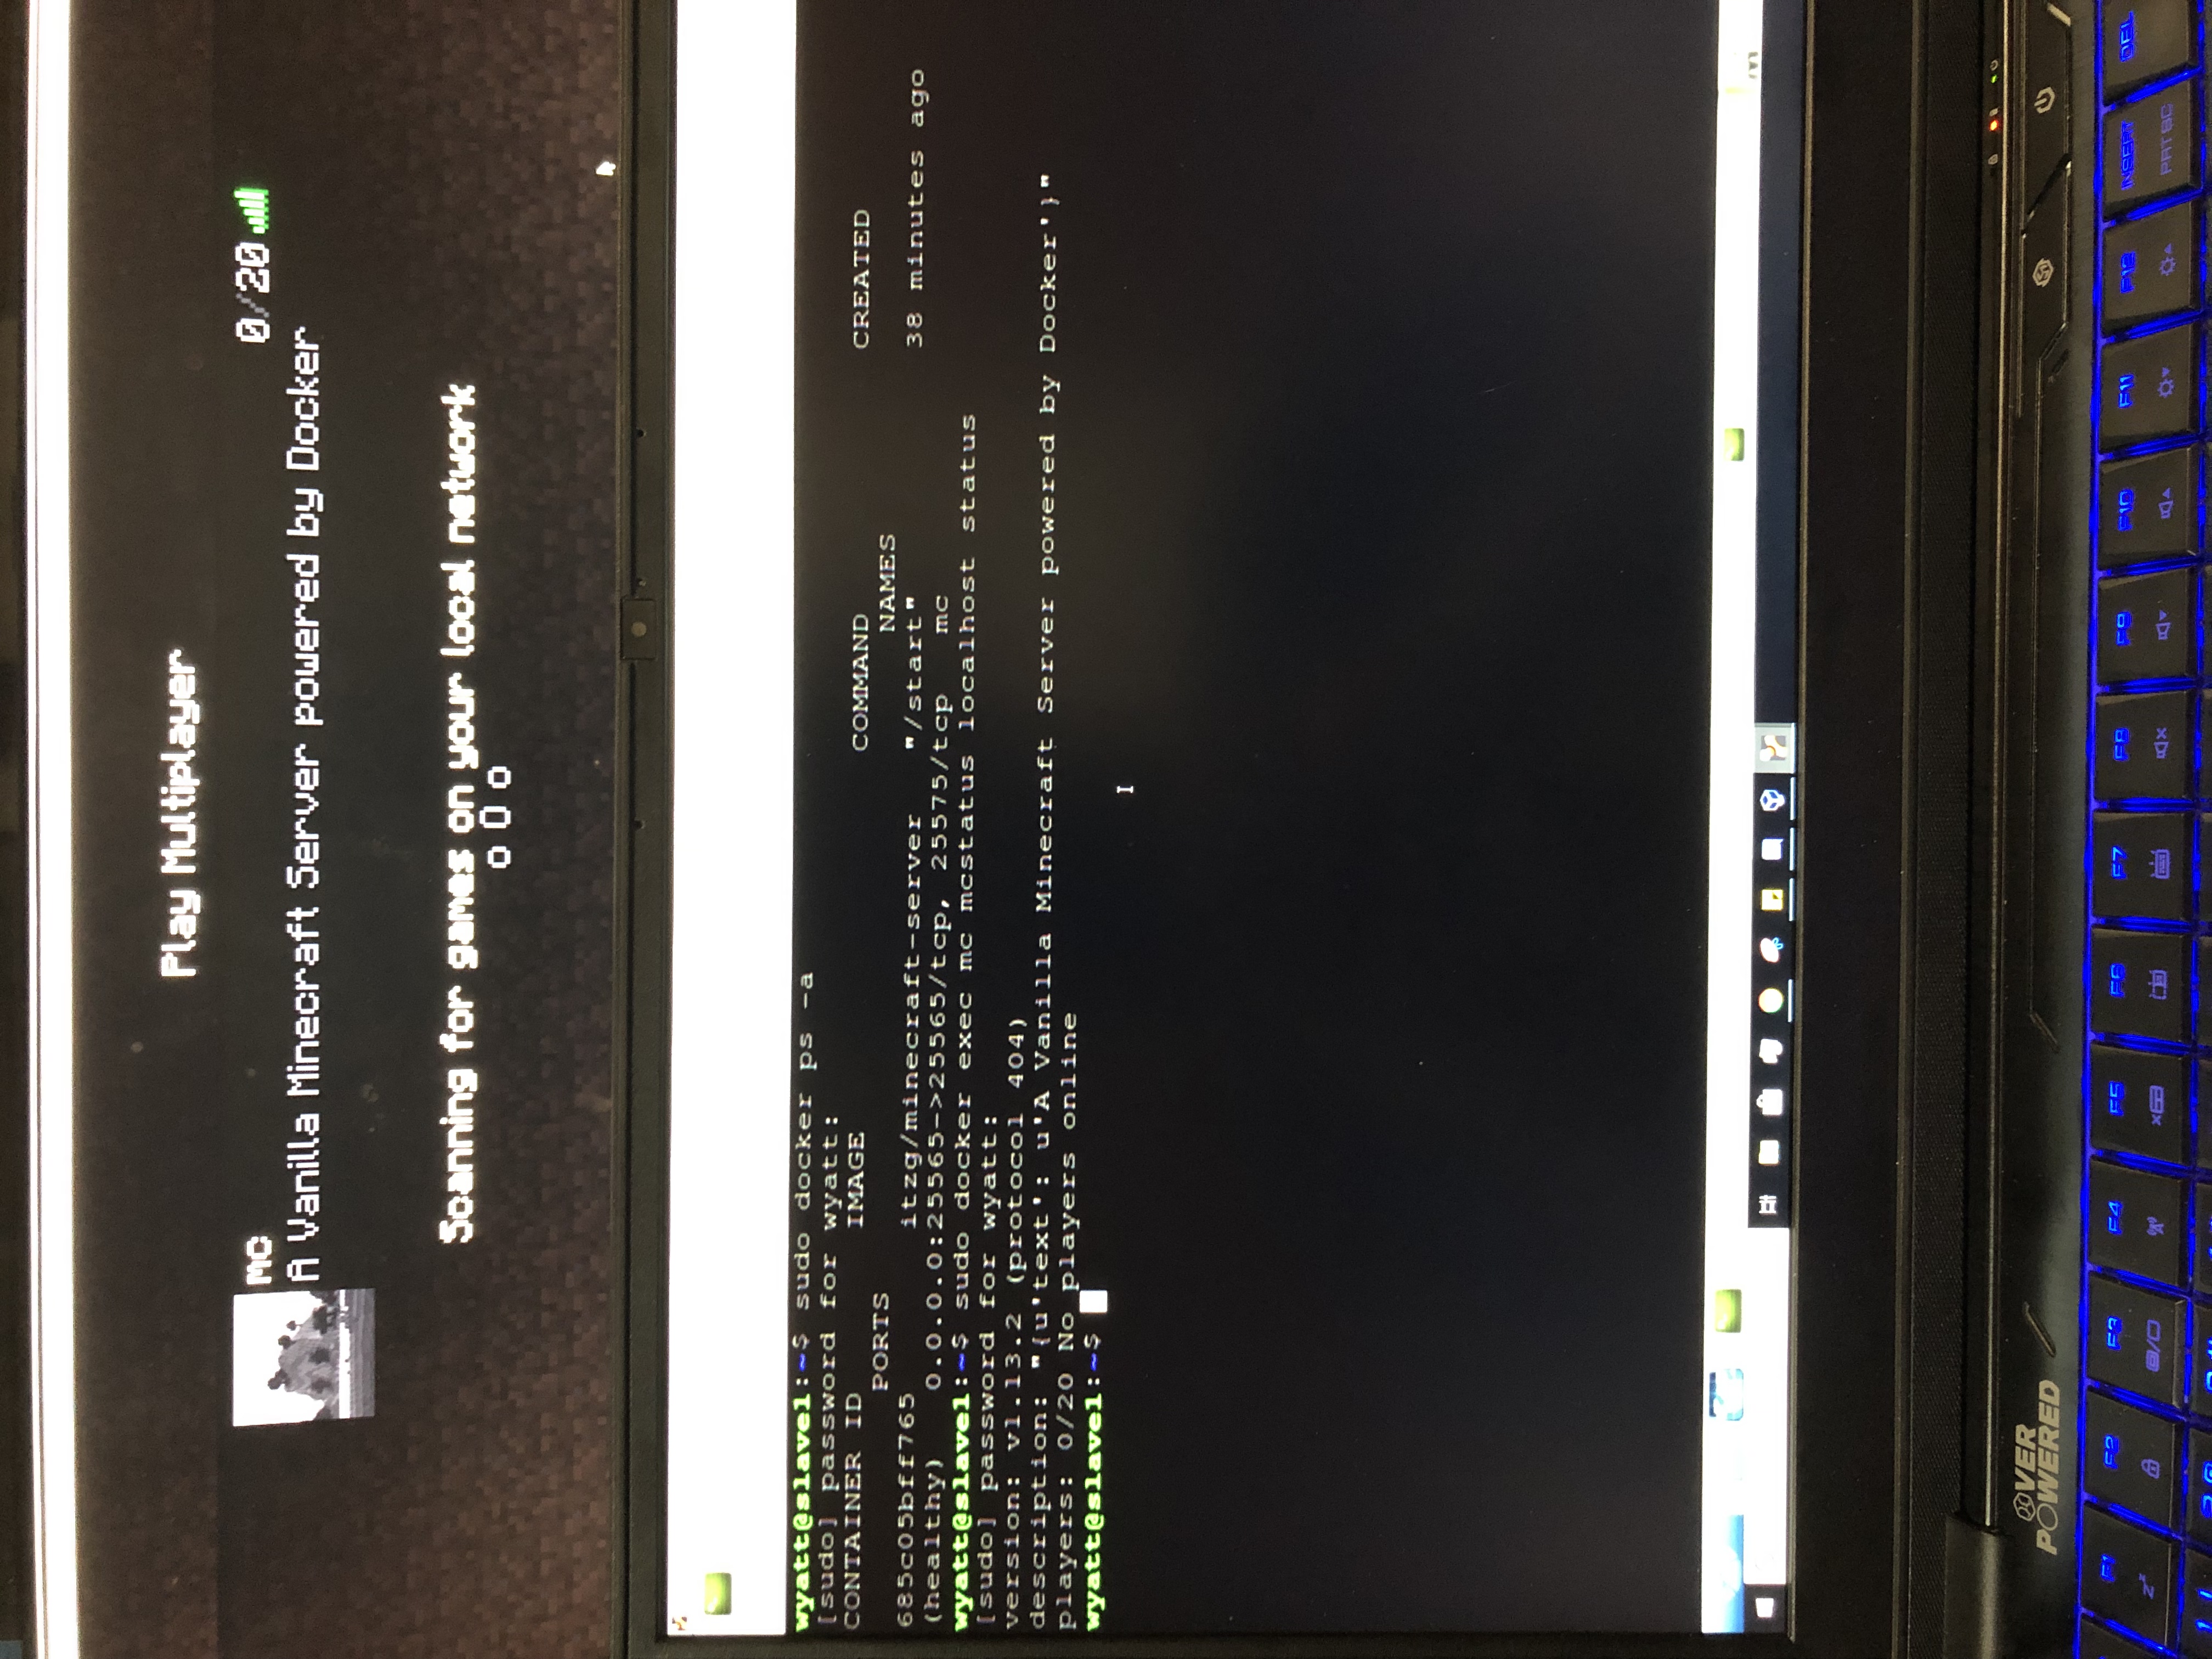 Play Multiplayer
mc 0/20
A Vanilla Minecraft Server powered by Docker
Scanning for games on your local network
o O o
wyatt@slave1:~$ sudo docker ps -a
[sudo] password for wyatt:
CONTAINER ID IMAGE COMMAND CREATED
PORTS NAMES
685c05bff765 itzg/minecraft-server "/start" 38 minutes ago
(healthy) 0.0.0.0:25565->25565/tcp, 25575/tcp mc
wyatt@slave1:~$ sudo docker exec mc mcstatus localhost status
[sudo] password for wyatt:
version: v1.13.2 (protocol 404)
description: "{u'text': u'A Vanilla Minecraft Server powered by Docker'}"
players: 0/20 No players online
wyatt@slave1:~$
OVER
POWERED
F1 F2 F3 F4 F5 F6 F7 F8 F9 F10 F11 F12 INSERT DEL
PRT SC